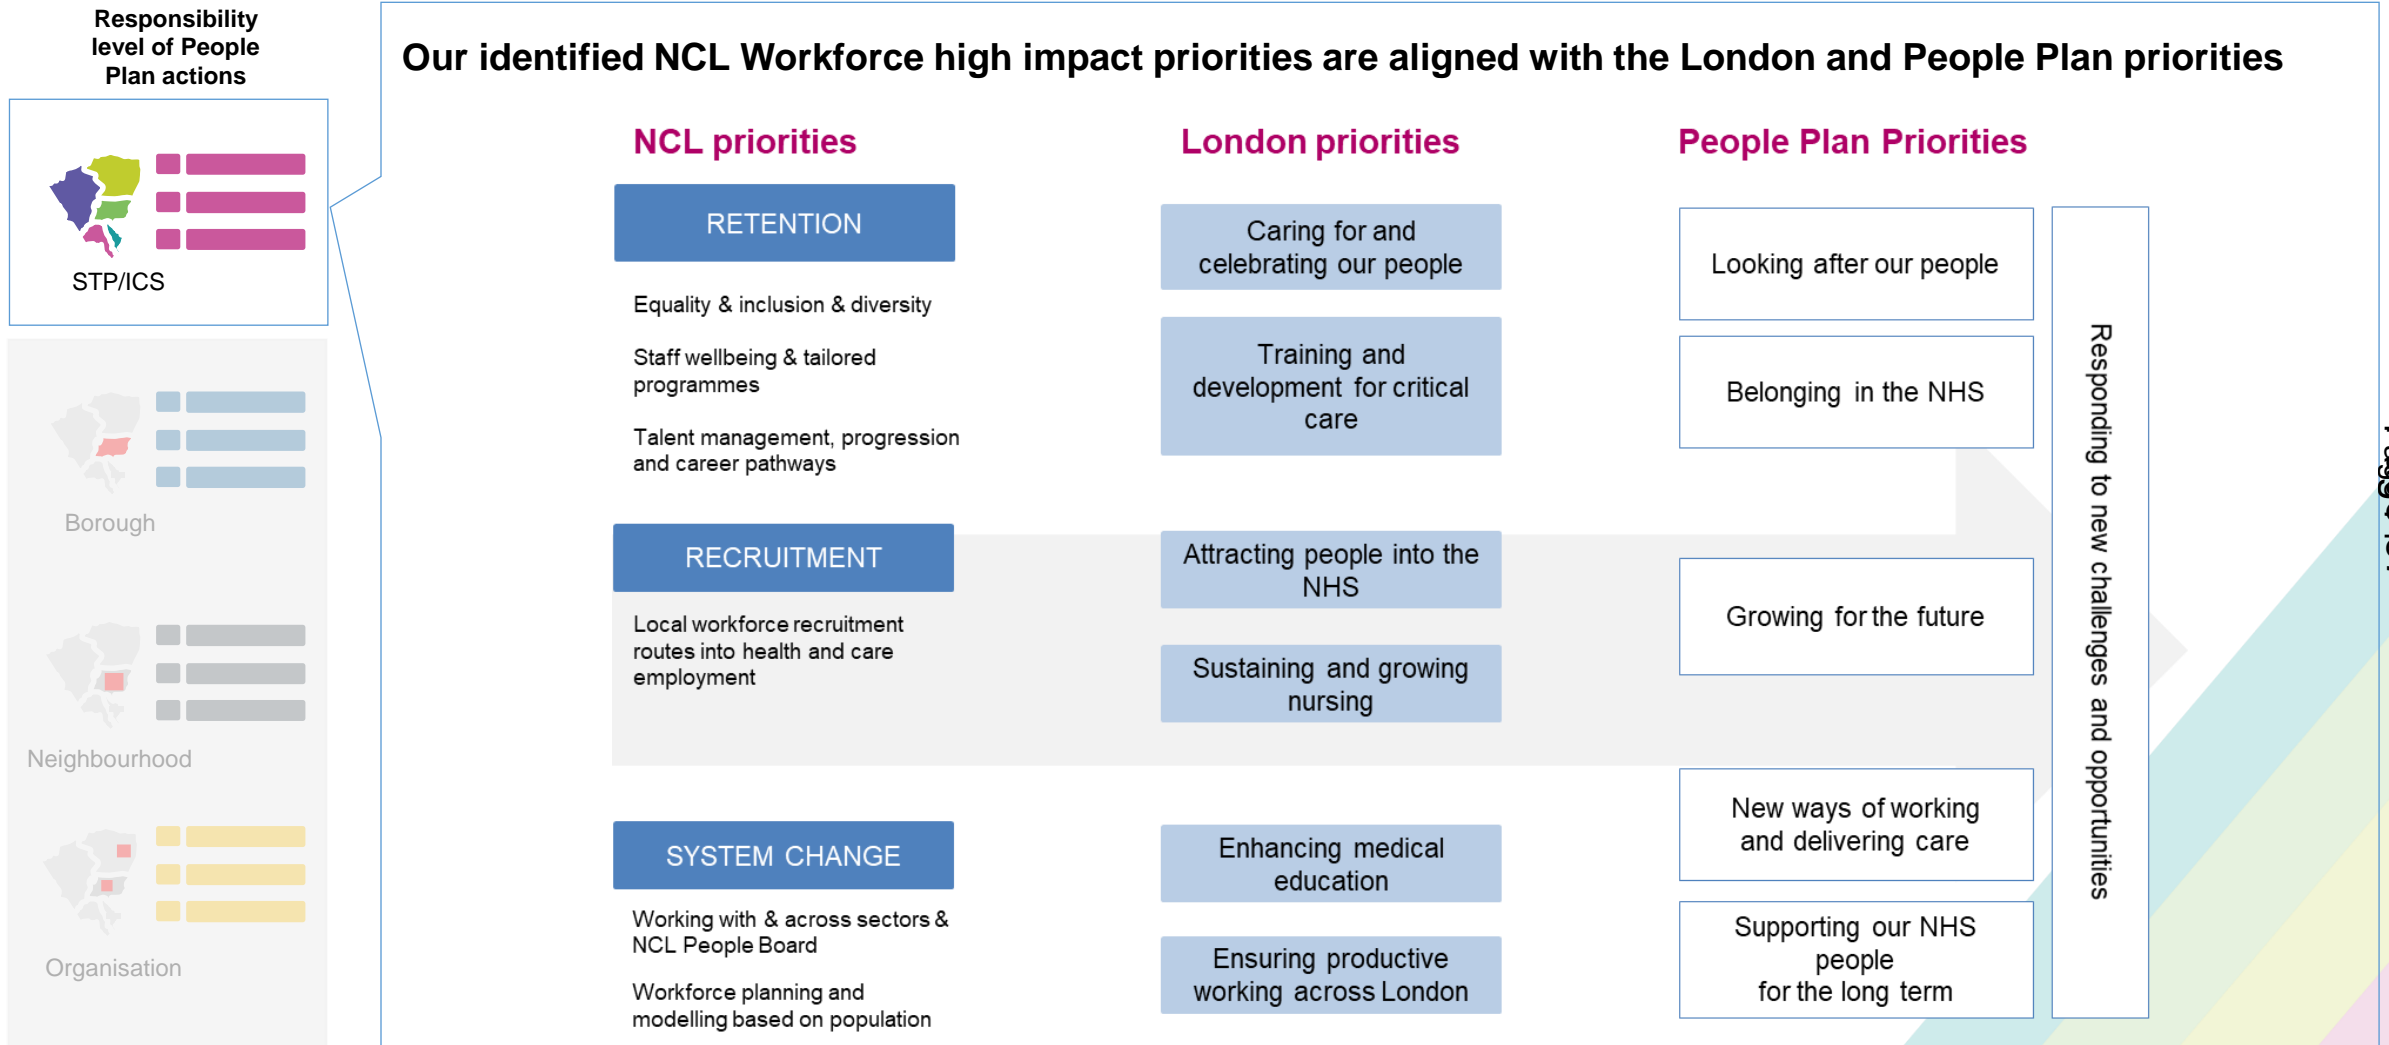 Responsibility
level of People
Plan actions
STP/ICS
Borough
Neighbourhood
Organisation
Our identified NCL Workforce high impact priorities are aligned with the London and People Plan priorities
NCL priorities
RETENTION
Equality & inclusion & diversity
Staff wellbeing & tailored
programmes
Talent management, progression
and career pathways
RECRUITMENT
Local workforce recruitment
routes into health and care
employment
SYSTEM CHANGE
Working with & across sectors &
NCL People Board
Workforce planning and
modelling based on population
London priorities
Caring for and
celebrating our people
Training and
development for critical
care
Attracting people into the
NHS
Sustaining and growing
nursing
Enhancing medical
education
Ensuring productive
working across London
People Plan Priorities
Looking after our people
Belonging in the NHS
Growing for the future
New ways of working
and delivering care
Supporting our NHS
people
for the long term
Responding to new challenges and opportunities